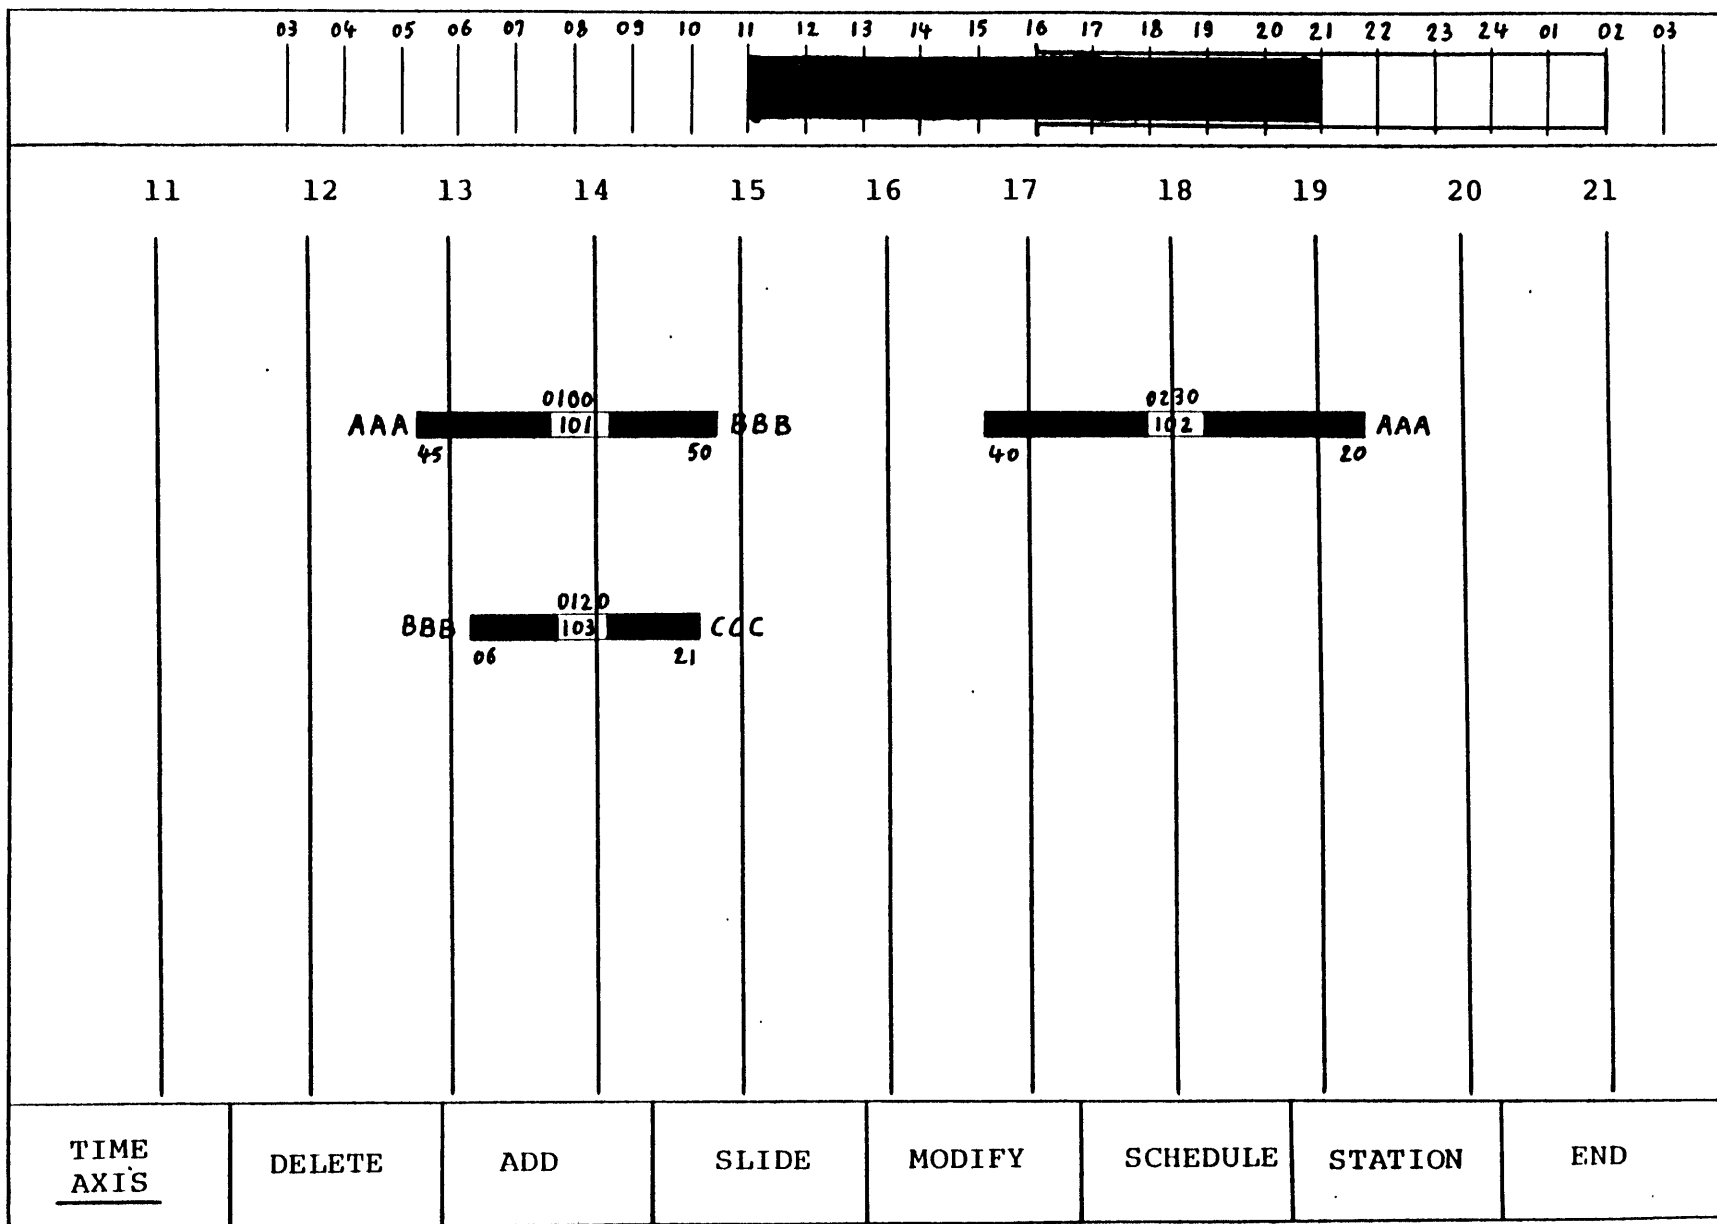 03 04 05 06 07 08 09 10 11 12 13 14 15 16 17 18 19 20 21 22 23 24 01 02 03
11 12 13 14 15 16 17 18 19 20 21
0100 0230
AAA 101 BBB 102 AAA
45 50 40 20
0120
BBB 103 CCC
06 21
TIME DELETE ADD SLIDE MODIFY SCHEDULE STATION END
AXIS